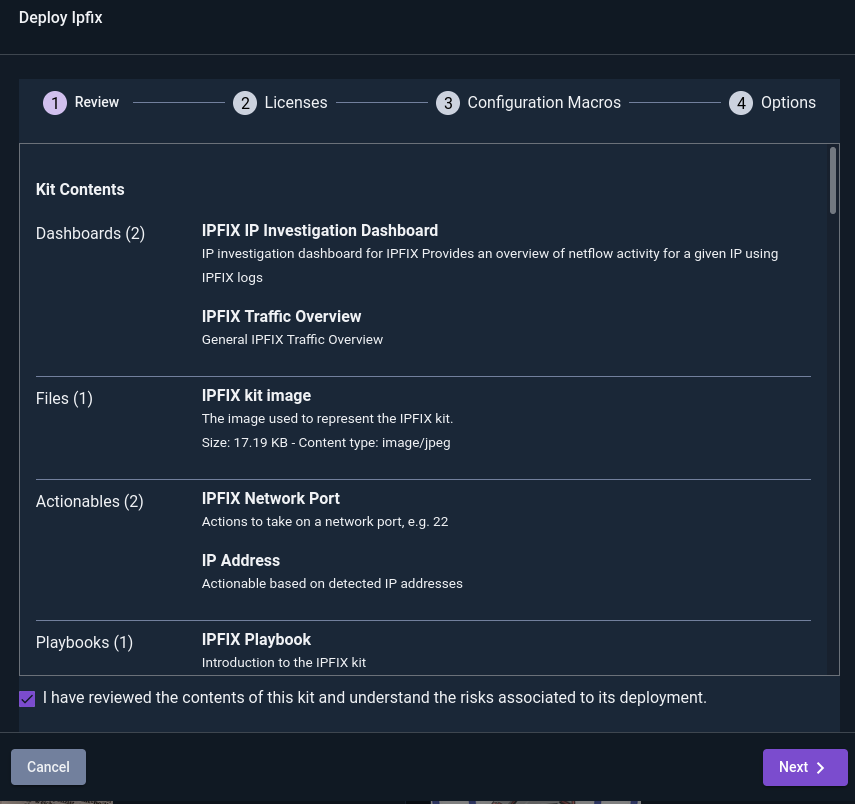 Deploy Ipfix
1 Review 2 Licenses 3 Configuration Macros 4 Options
Kit Contents
Dashboards (2)
IPFIX IP Investigation Dashboard
IP investigation dashboard for IPFIX Provides an overview of netflow activity for a given IP using
IPFIX logs
IPFIX Traffic Overview
General IPFIX Traffic Overview
Files (1)
IPFIX kit image
The image used to represent the IPFIX kit.
Size: 17.19 KB - Content type: image/jpeg
Actionables (2)
IPFIX Network Port
Actions to take on a network port, e.g. 22
IP Address
Actionable based on detected IP addresses
Playbooks (1)
IPFIX Playbook
Introduction to the IPFIX kit
I have reviewed the contents of this kit and understand the risks associated to its deployment.
Cancel
Next